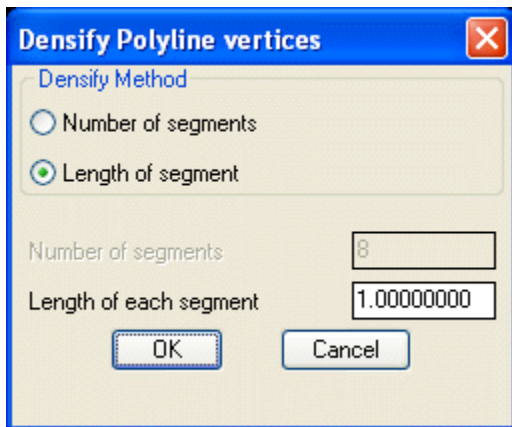 Densify Polyline vertices
Densify Method
Number of segments
Length of segment
Number of segments 8
Length of each segment 1.00000000
OK Cancel